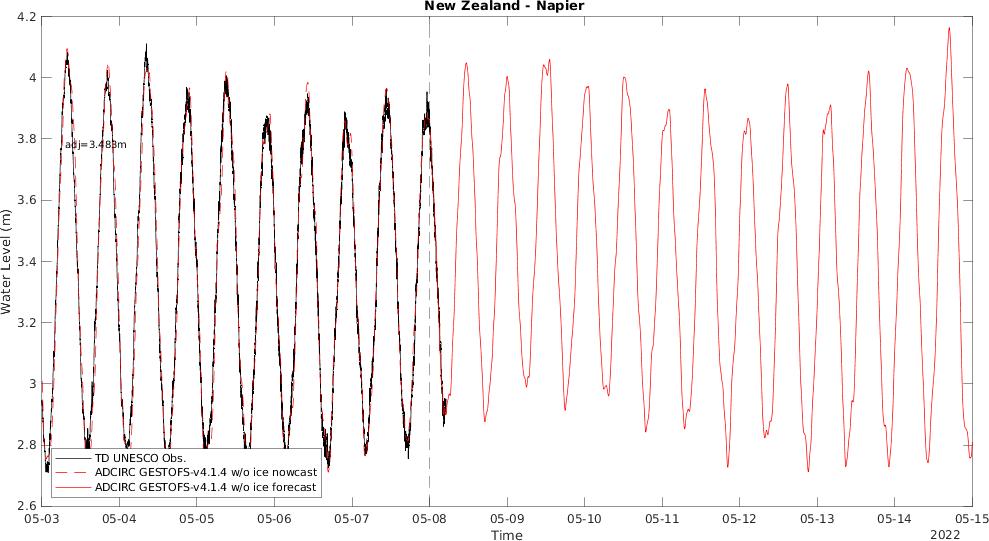 New Zealand - Napier
Water Level (m)
4.2
4
3.8
3.6
3.4
3.2
3
2.8
2.6
adj=3.483m
TD UNESCO Obs.
ADCIRC GESTOFS-v4.1.4 w/o ice nowcast
ADCIRC GESTOFS-v4.1.4 w/o ice forecast
05-03 05-04 05-05 05-06 05-07 05-08 05-09 05-10 05-11 05-12 05-13 05-14 05-15
Time
2022